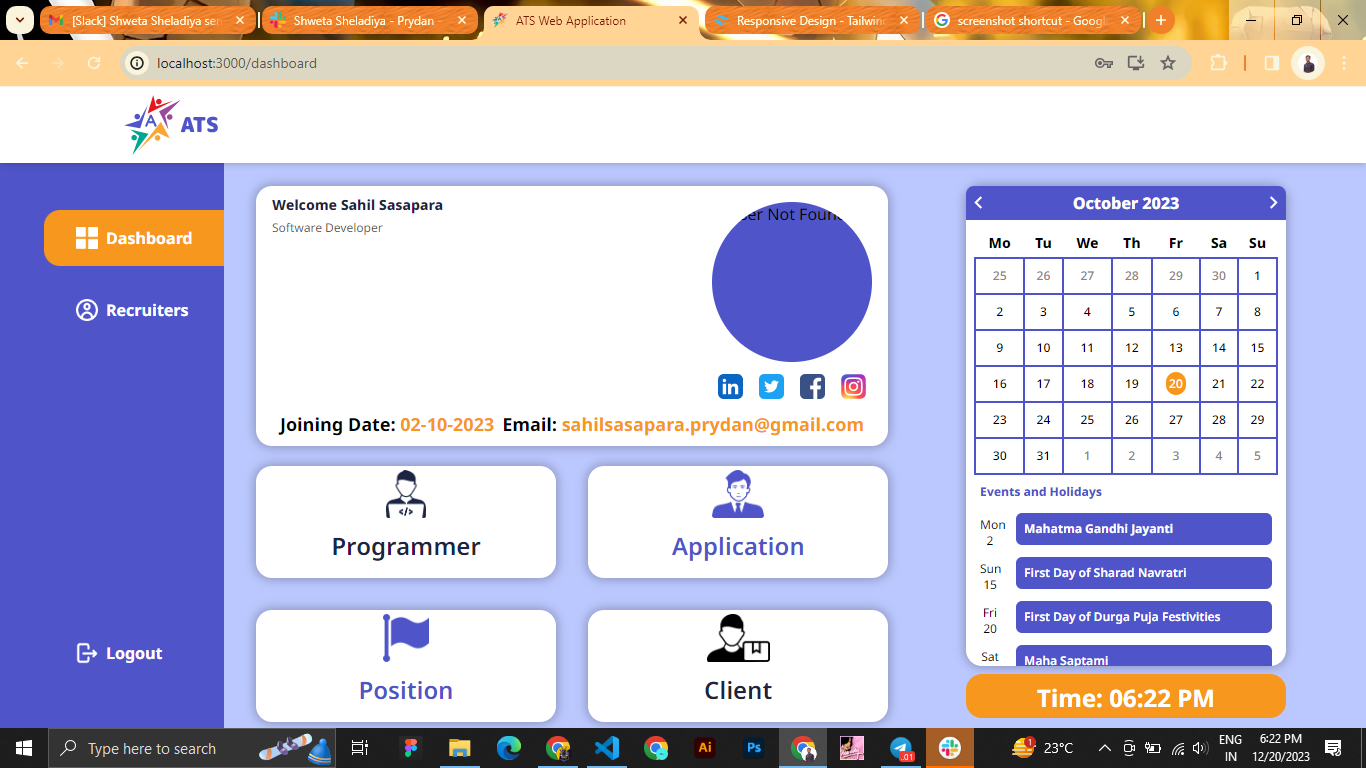 [Slack] Shweta Sheladiya sen
Shweta Sheladiya - Prydan -
ATS Web Application
Responsive Design - Tailwin
screenshot shortcut - Googl
localhost:3000/dashboard
A ATS
Dashboard
Recruiters
Logout
Welcome Sahil Sasapara
Software Developer
er Not Foun
in
Joining Date: 02-10-2023 Email: sahilsasapara.prydan@gmail.com
Programmer
Application
Position
Client
October 2023
Mo Tu We Th Fr Sa Su
25 26 27 28 29 30 1
2 3 4 5 6 7 8
9 10 11 12 13 14 15
16 17 18 19 20 21 22
23 24 25 26 27 28 29
30 31 1 2 3 4 5
Events and Holidays
Mon
2
Mahatma Gandhi Jayanti
Sun
15
First Day of Sharad Navratri
Fri
20
First Day of Durga Puja Festivities
Sat
Maha Saptami
Time: 06:22 PM
Type here to search
Ai
Ps
.01
1
23°C
ENG
IN
6:22 PM
12/20/2023